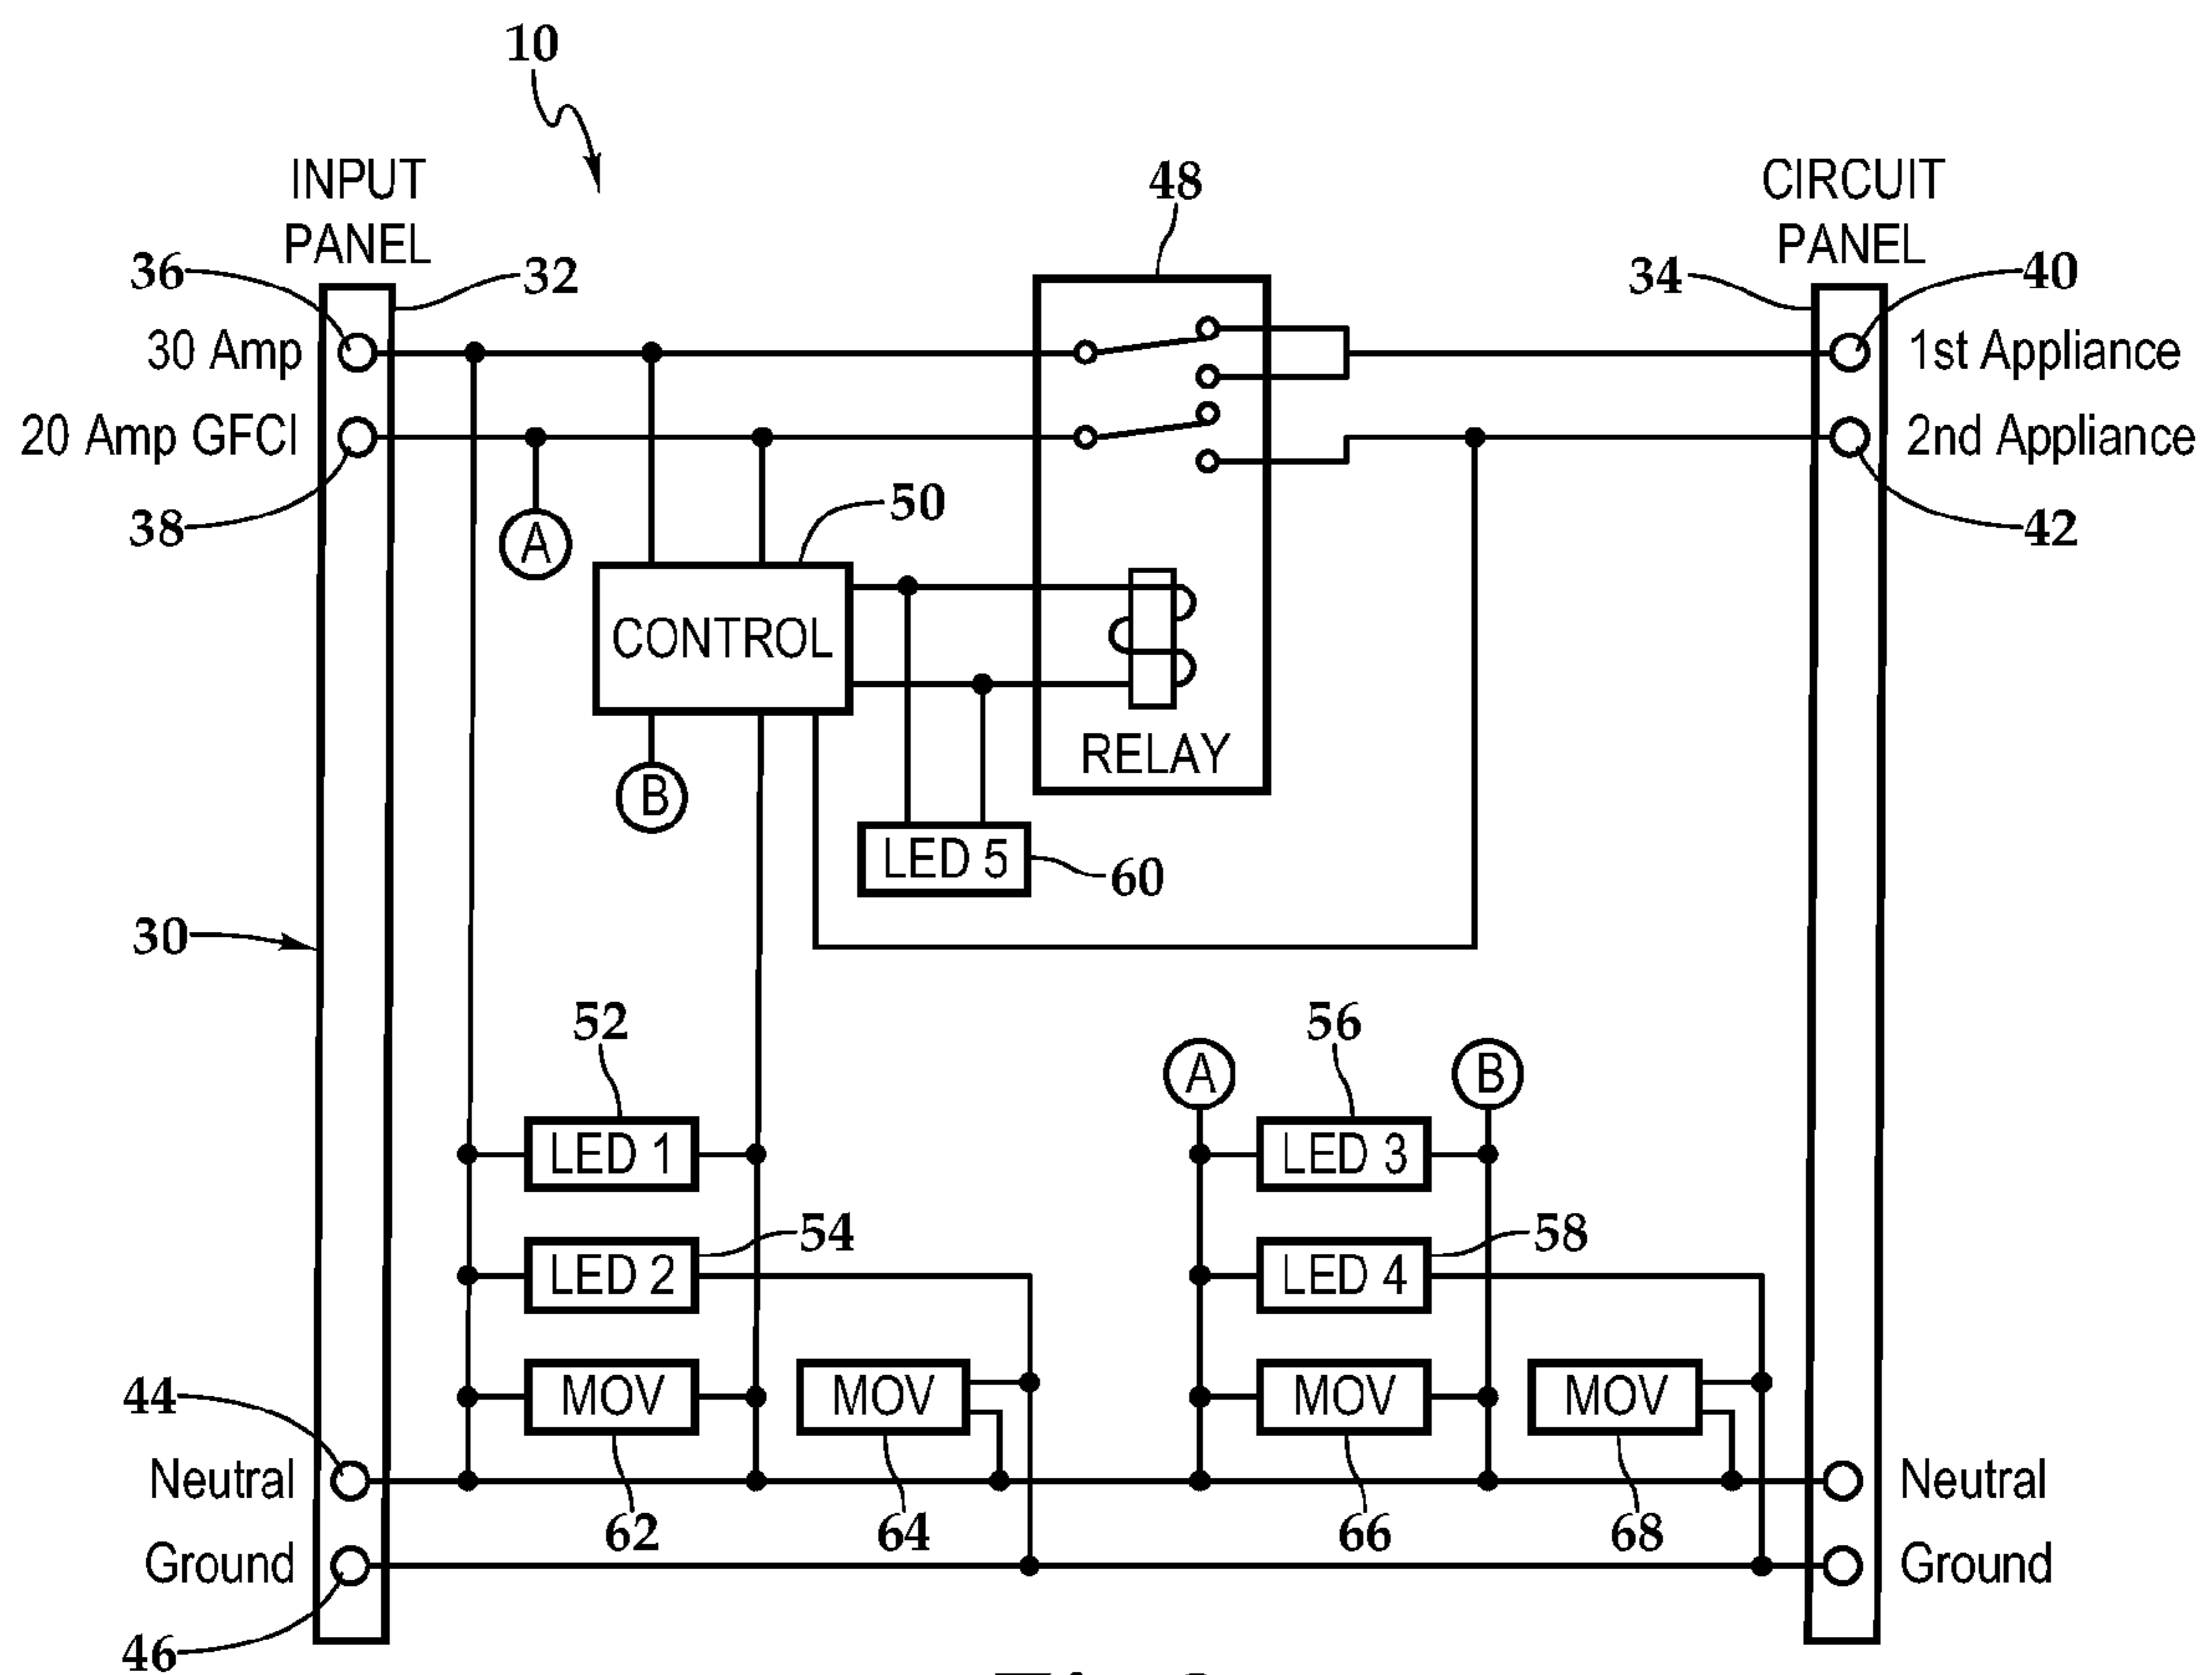 10
INPUT
PANEL
48
CIRCUIT
PANEL
36
32
34
40
30 Amp
1st Appliance
20 Amp GFCI
2nd Appliance
38
50
42
A
CONTROL
RELAY
B
LED 5
60
30
52
56
A
B
LED 1
LED 3
54
58
LED 2
LED 4
44
MOV
MOV
MOV
MOV
Neutral
Neutral
62
64
66
68
Ground
Ground
46